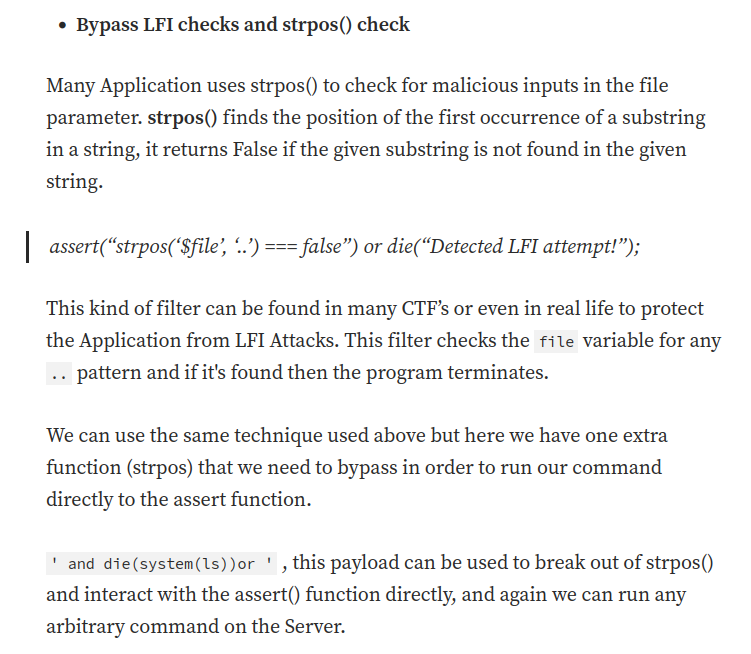 • Bypass LFI checks and strpos() check
Many Application uses strpos() to check for malicious inputs in the file
parameter. strpos() finds the position of the first occurrence of a substring
in a string, it returns False if the given substring is not found in the given
string.
assert(“strpos(‘$file’, ‘..’) === false”) or die(“Detected LFI attempt!”);
This kind of filter can be found in many CTF’s or even in real life to protect
the Application from LFI Attacks. This filter checks the file variable for any
.. pattern and if it's found then the program terminates.
We can use the same technique used above but here we have one extra
function (strpos) that we need to bypass in order to run our command
directly to the assert function.
' and die(system(ls))or ' , this payload can be used to break out of strpos()
and interact with the assert() function directly, and again we can run any
arbitrary command on the Server.